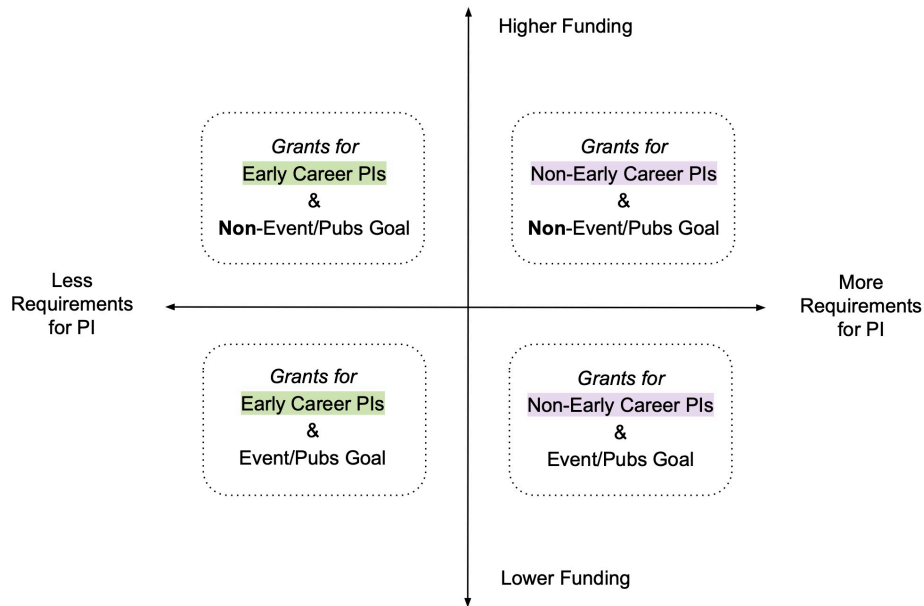 Higher Funding
Grants for
Early Career PIs
&
Non-Event/Pubs Goal
Grants for
Non-Early Career PIs
&
Non-Event/Pubs Goal
Less
Requirements
for PI
More
Requirements
for PI
Grants for
Early Career PIs
&
Event/Pubs Goal
Grants for
Non-Early Career PIs
&
Event/Pubs Goal
Lower Funding